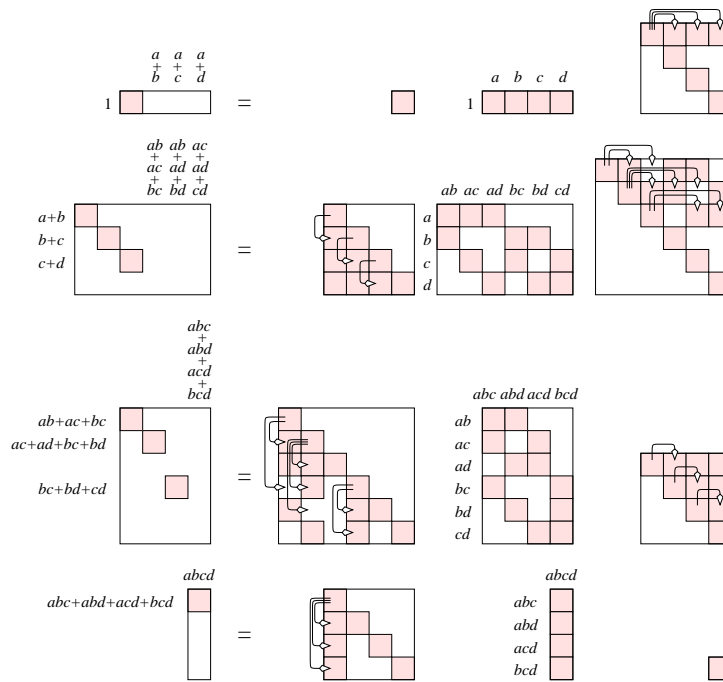 a a a
+ + +
b c d
a b c d
1 = 1
ab ab ac
+ + +
ac ad ad
+ + +
bc bd cd
ab ac ad bc bd cd
a+b a
b+c = b
c+d c
d
abc
+
abd
+
acd
+
bcd
abc abd acd bcd
ab+ac+bc ab
ac+ad+bc+bd ac
ad
bc+bd+cd = bc
bd
cd
abcd abcd
abc+abd+acd+bcd abc
= abd
acd
bcd